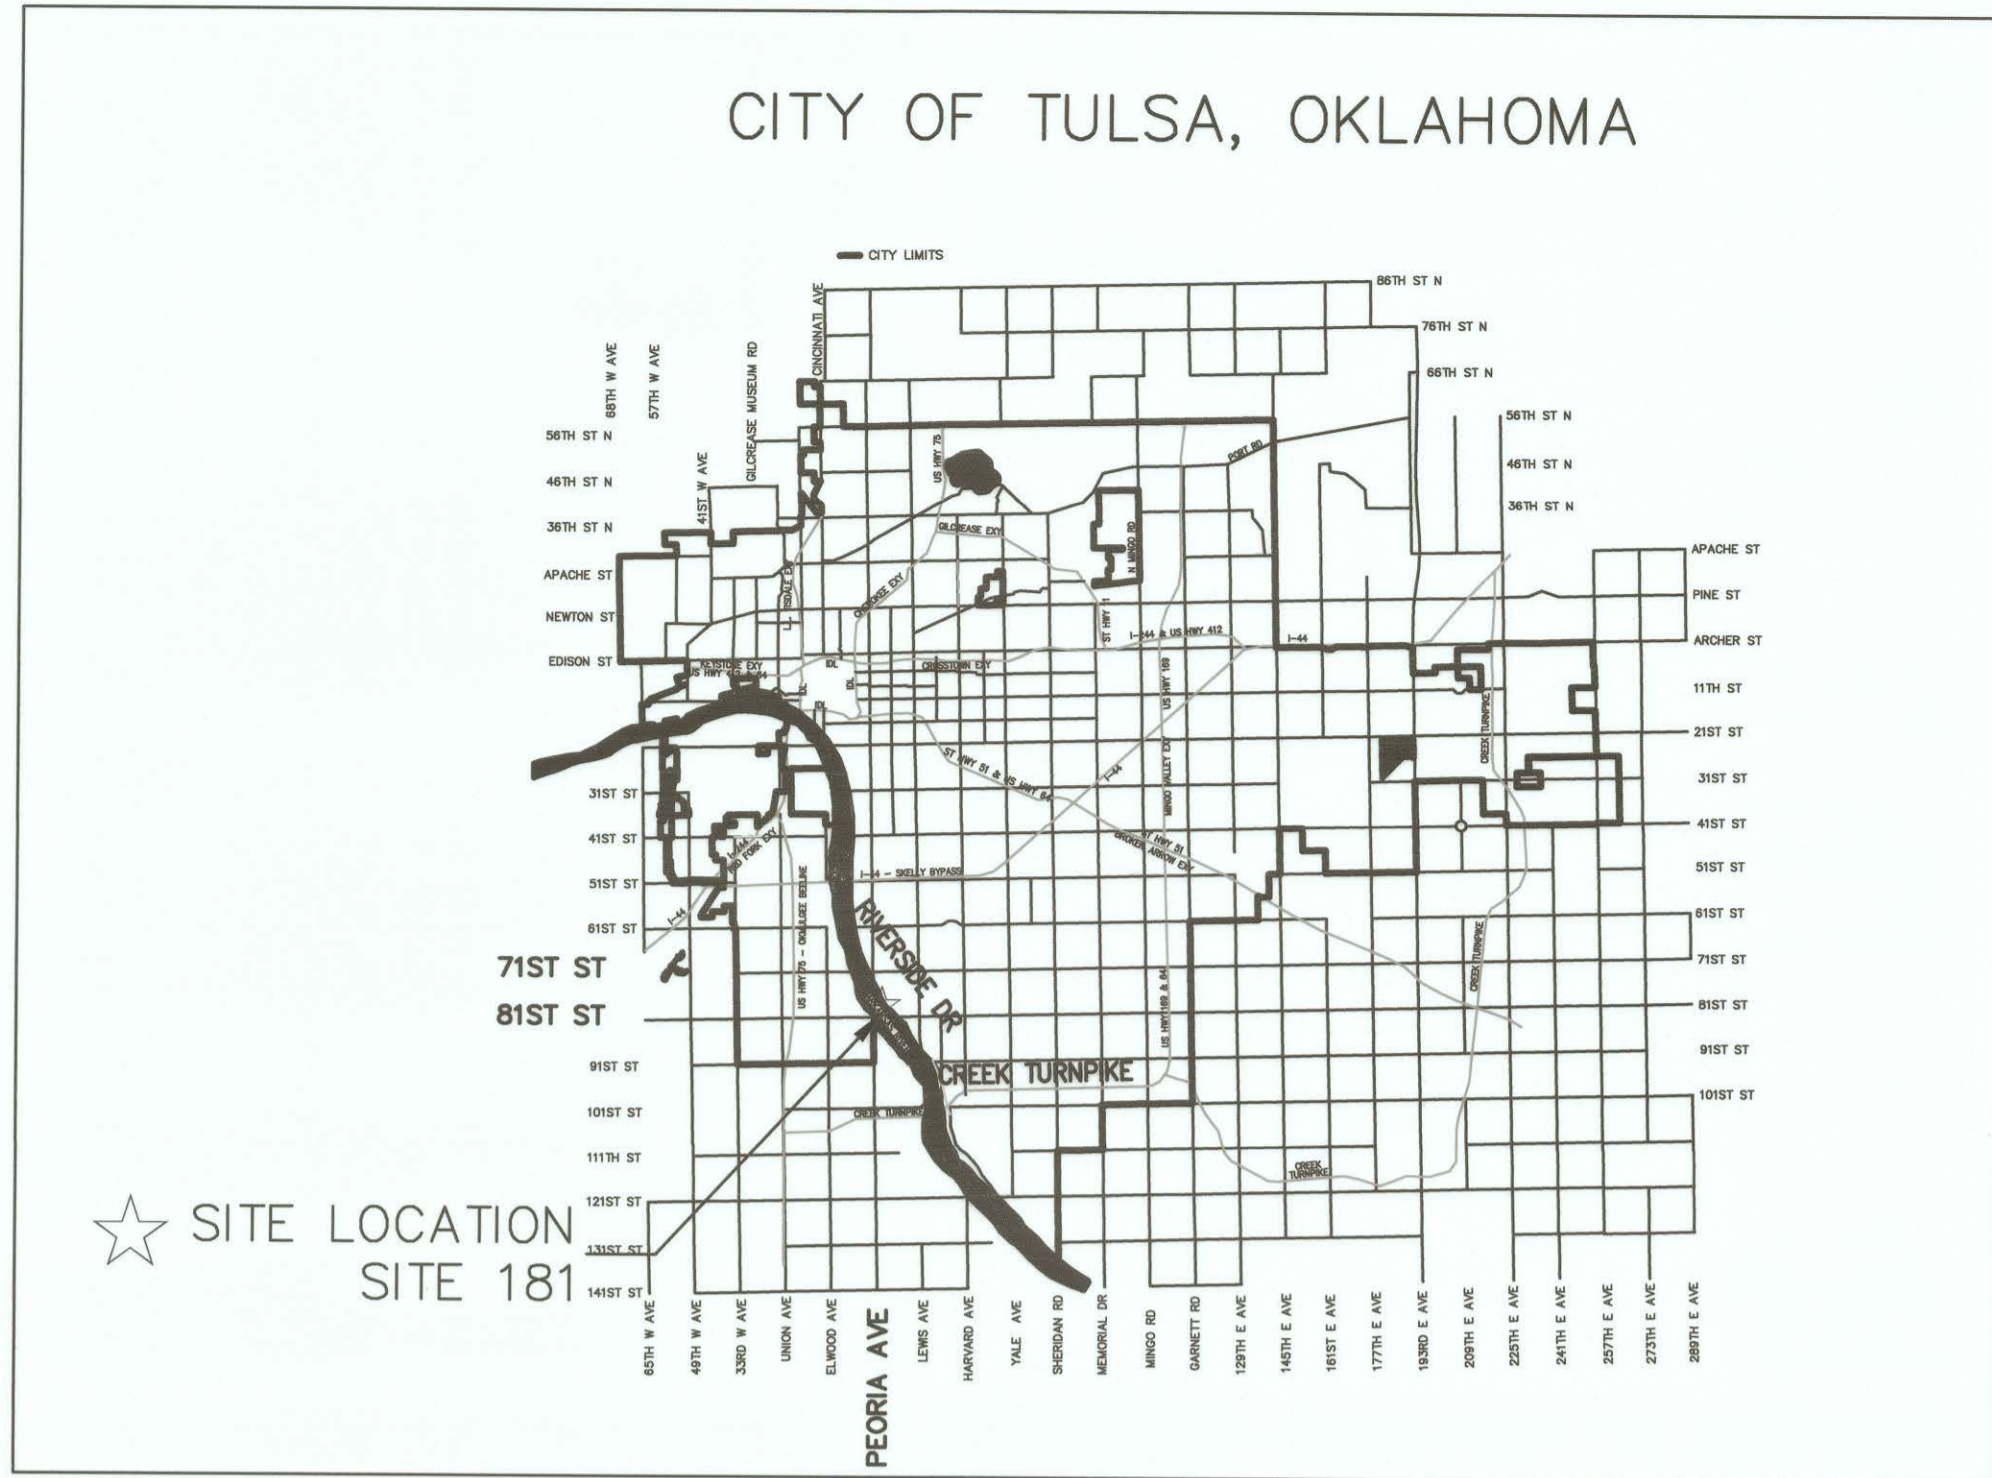 CITY OF TULSA, OKLAHOMA
CITY LIMITS
86TH ST N
76TH ST N
66TH ST N
56TH ST N
46TH ST N
36TH ST N
CINCINNATI AVE
GILCREASE MUSEUM RD
68TH W AVE
57TH W AVE
41ST W AVE
56TH ST N
46TH ST N
36TH ST N
APACHE ST
NEWTON ST
EDISON ST
US HWY 75
PORT RD
GILCREASE EXY
N MINGO RD
TISDALE EXY
CHEROKEE EXY
ST HWY 11
I-244 & US HWY 412
I-44
APACHE ST
PINE ST
ARCHER ST
11TH ST
21ST ST
31ST ST
41ST ST
51ST ST
61ST ST
71ST ST
81ST ST
91ST ST
101ST ST
KEYSTONE EXY
IDL
CROSSTOWN EXY
IDL
IDL
IDL
US HWY 169
CREEK TURNPIKE
ST HWY 51 & US HWY 64
I-44
MINGO VALLEY EXY
ST HWY 51
BROKEN ARROW EXY
31ST ST
41ST ST
51ST ST
61ST ST
71ST ST
81ST ST
91ST ST
101ST ST
111TH ST
121ST ST
131ST ST
141ST ST
I-244
RED FORK EXY
I-44
I-44 - SKELLY BYPASS
US HWY 75 - OKMULGEE BEELINE
RIVERSIDE DR
ARKANSAS RIVER
US HWY 169 & 64
CREEK TURNPIKE
CREEK TURNPIKE
CREEK TURNPIKE
CREEK
TURNPIKE
SITE LOCATION
SITE 181
65TH W AVE
49TH W AVE
33RD W AVE
UNION AVE
ELWOOD AVE
PEORIA AVE
LEWIS AVE
HARVARD AVE
YALE AVE
SHERIDAN RD
MEMORIAL DR
MINGO RD
GARNETT RD
129TH E AVE
145TH E AVE
161ST E AVE
177TH E AVE
193RD E AVE
209TH E AVE
225TH E AVE
241TH E AVE
257TH E AVE
273TH E AVE
289TH E AVE